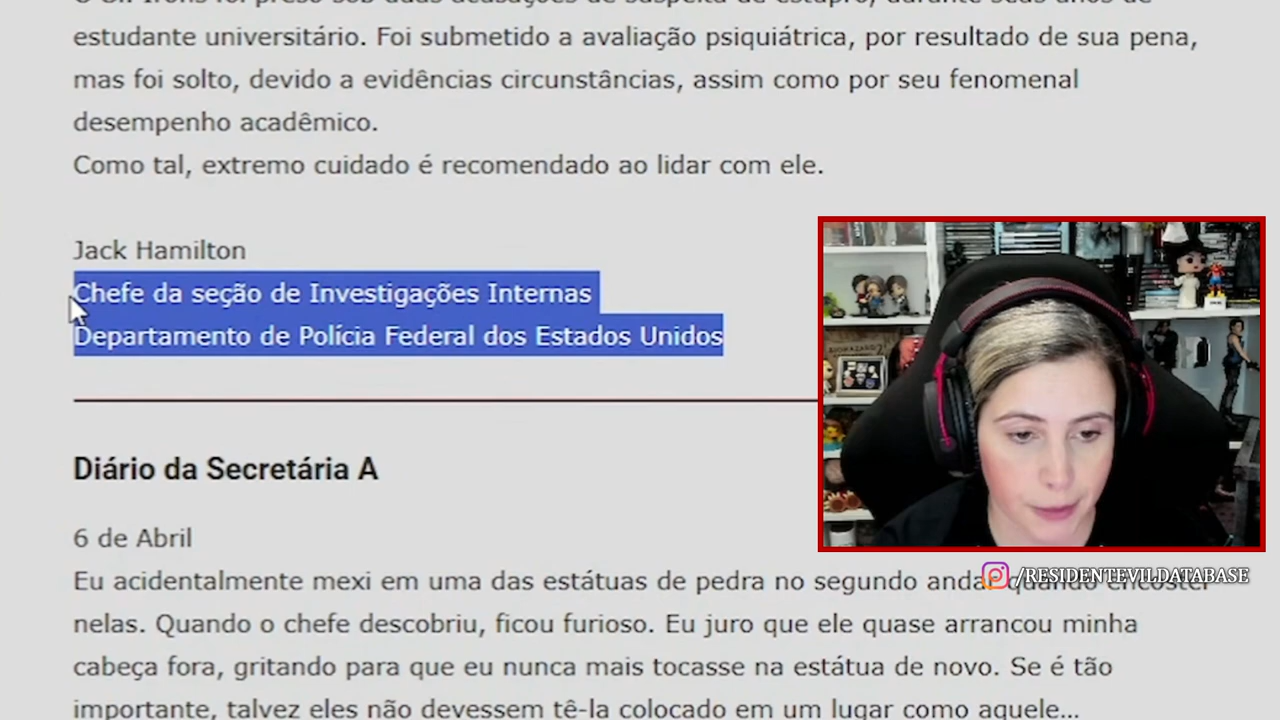 estudante universitário. Foi submetido a avaliação psiquiátrica, por resultado de sua pena,
mas foi solto, devido a evidências circunstâncias, assim como por seu fenomenal
desempenho acadêmico.
Como tal, extremo cuidado é recomendado ao lidar com ele.
Jack Hamilton
Chefe da seção de Investigações Internas
Departamento de Polícia Federal dos Estados Unidos
Diário da Secretária A
6 de Abril
Eu acidentalmente mexi em uma das estátuas de pedra no segundo andar quando encostei
/RESIDENTEVILDATABASE
nelas. Quando o chefe descobriu, ficou furioso. Eu juro que ele quase arrancou minha
cabeça fora, gritando para que eu nunca mais tocasse na estátua de novo. Se é tão
importante, talvez eles não devessem tê-la colocado em um lugar como aquele...